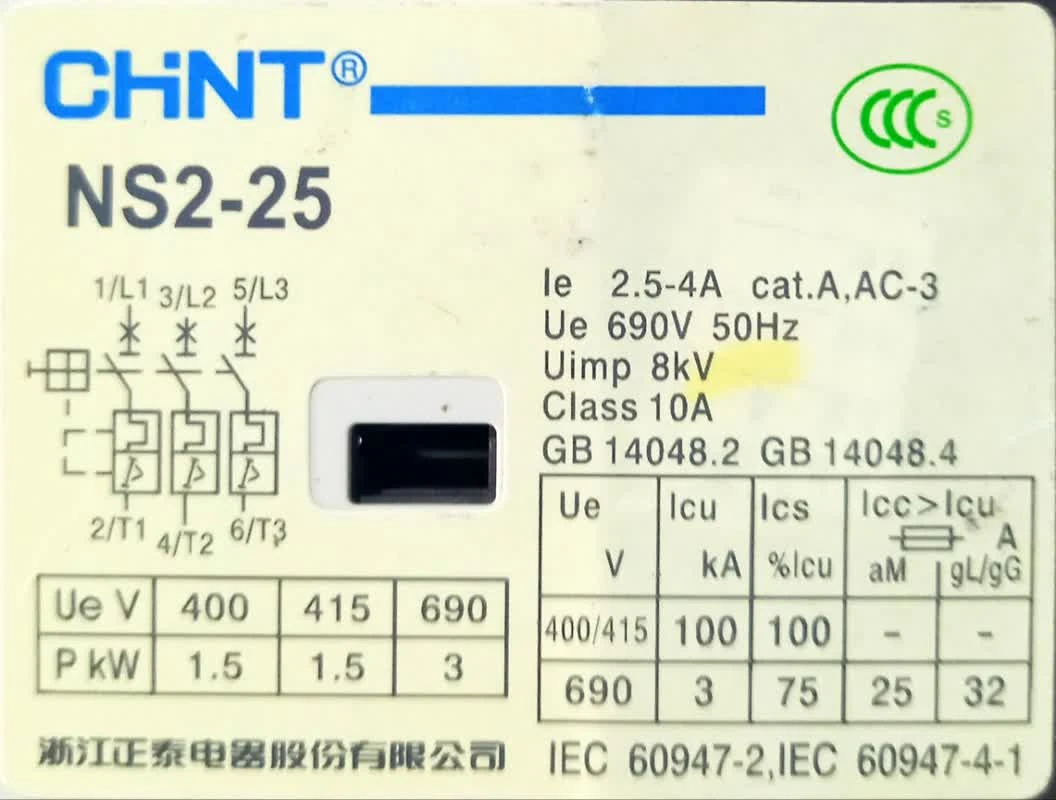 CHiNT®
CCC S
NS2-25
1/L1 3/L2 5/L3
2/T1 4/T2 6/T3
Ue V 400 415 690
P kW 1.5 1.5 3
浙江正泰电器股份有限公司
Ie 2.5-4A cat.A,AC-3
Ue 690V 50Hz
Uimp 8kV
Class 10A
GB 14048.2 GB 14048.4
Ue Icu Ics Icc>Icu
A
V kA %Icu aM gL/gG
400/415 100 100 - -
690 3 75 25 32
IEC 60947-2,IEC 60947-4-1